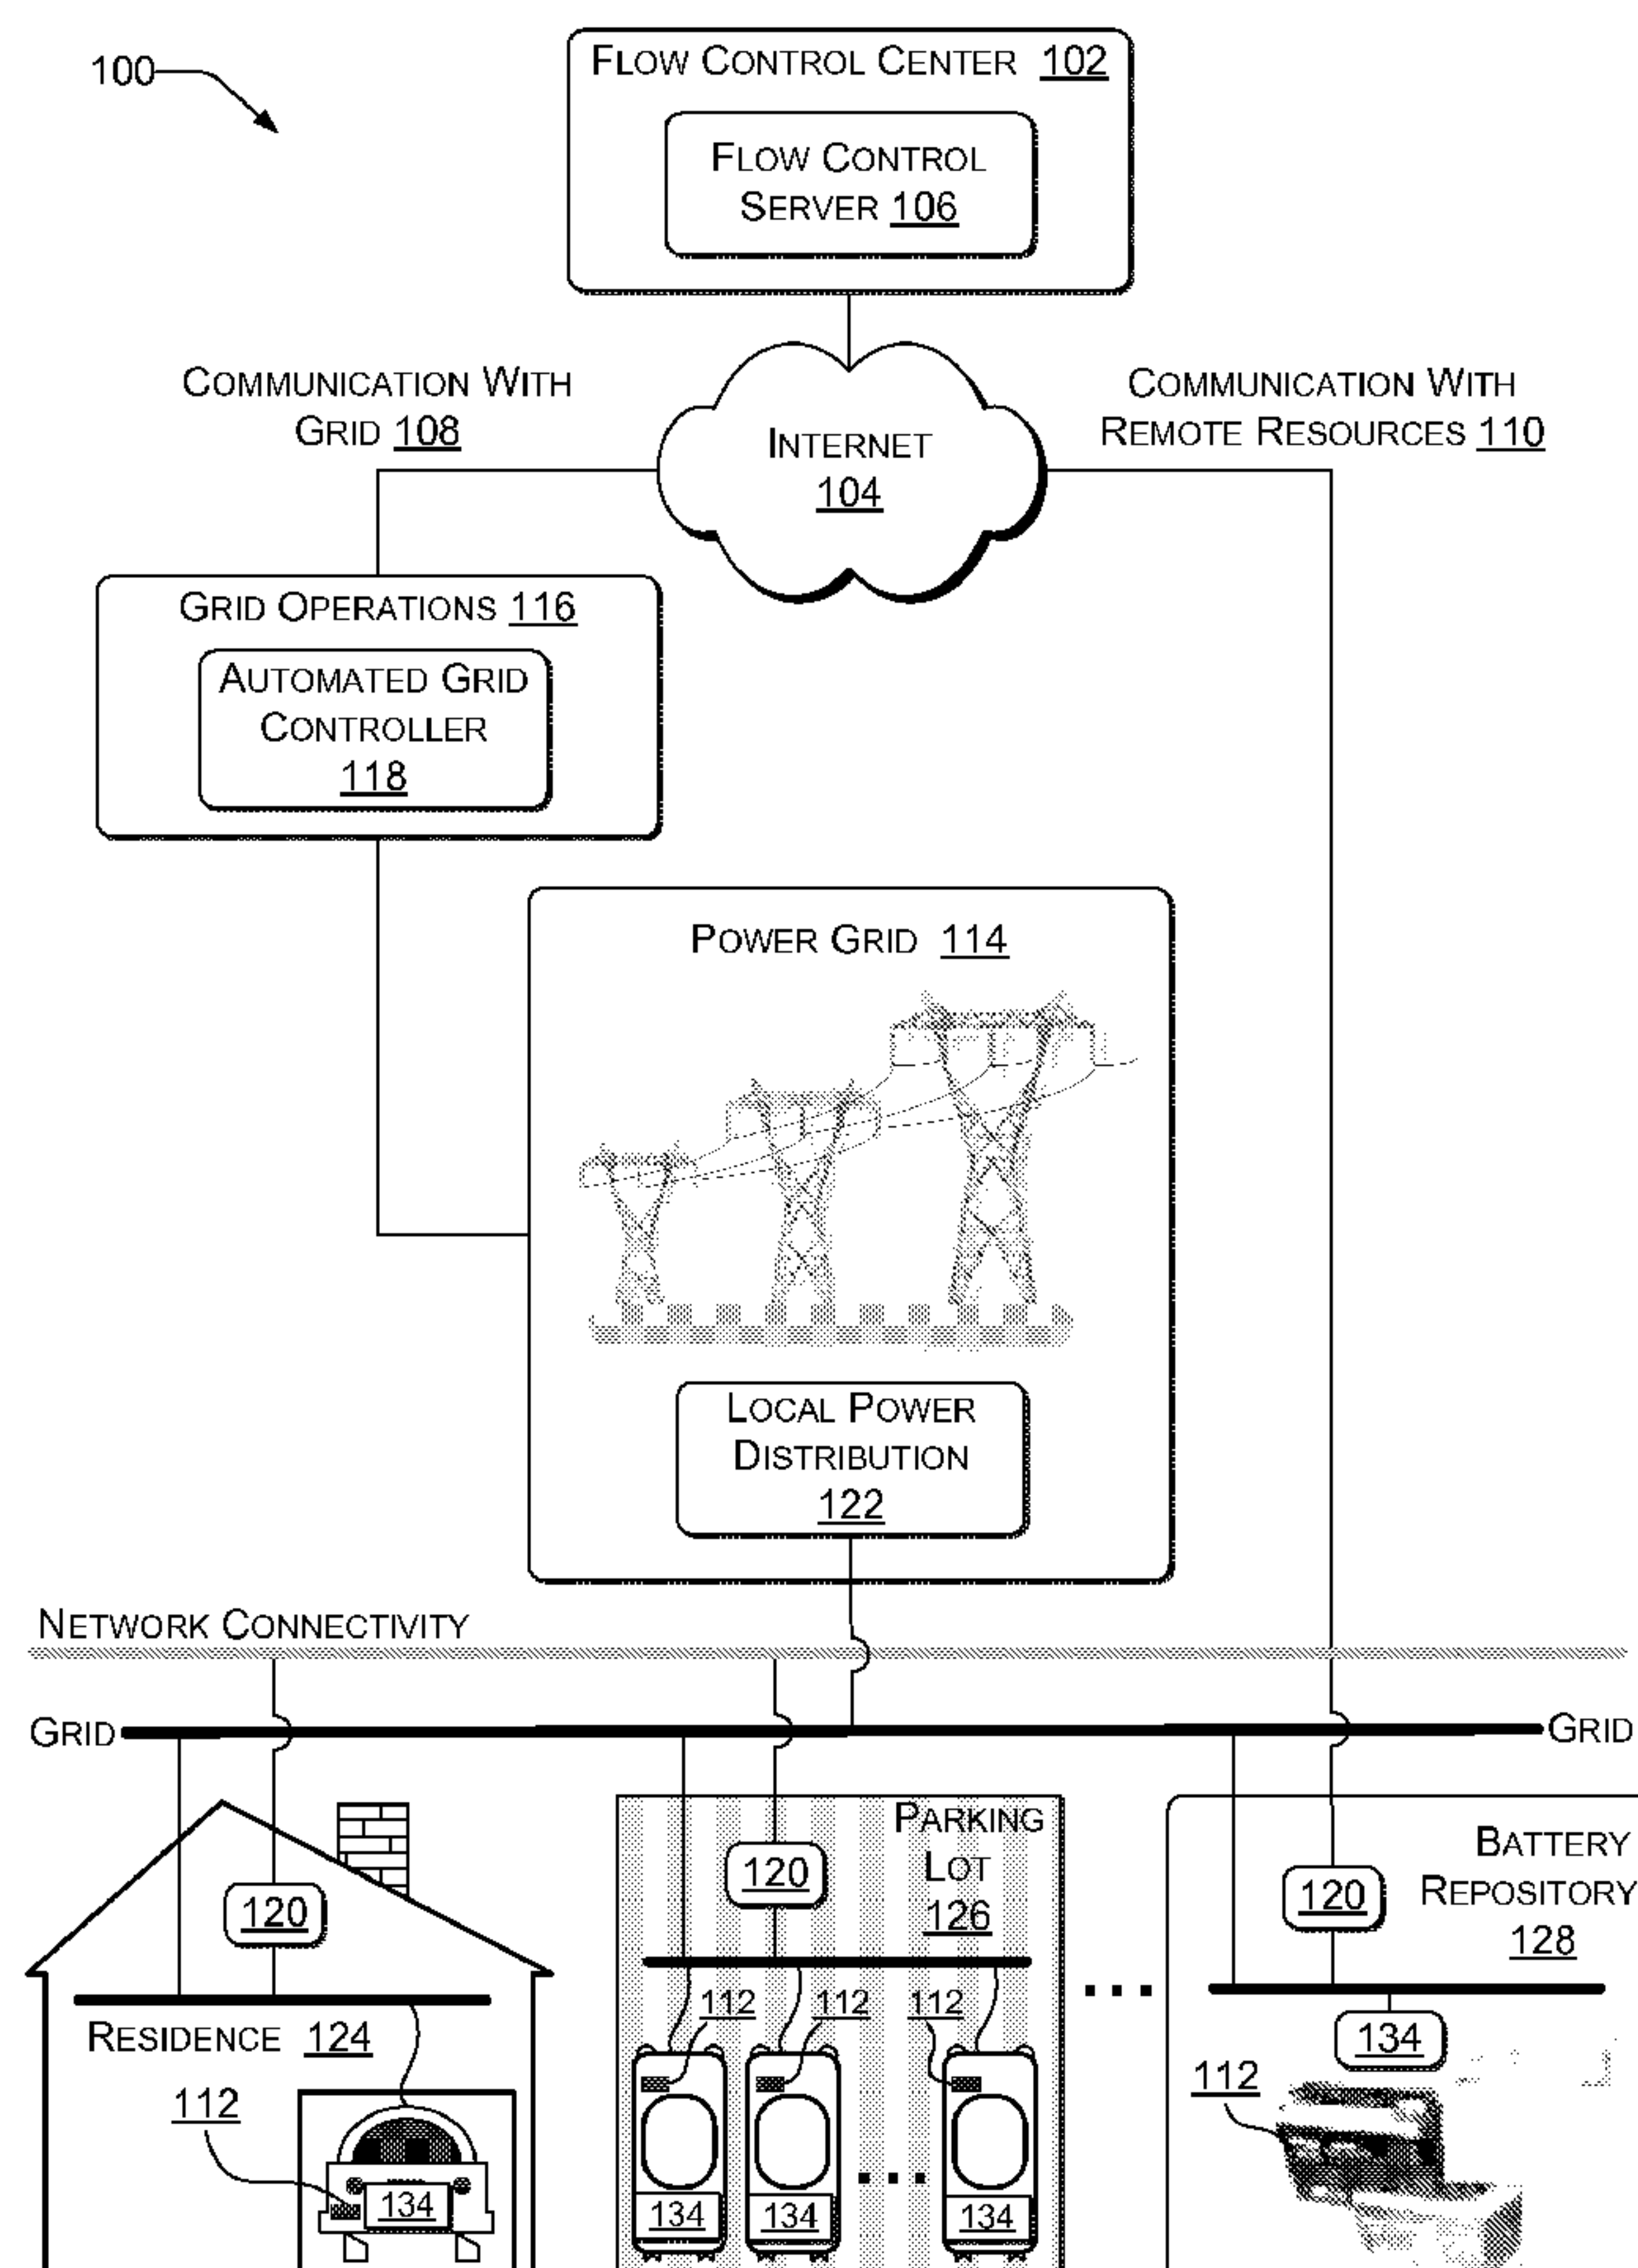 100
FLOW CONTROL CENTER 102
FLOW CONTROL
SERVER 106
COMMUNICATION WITH
GRID 108
INTERNET
104
COMMUNICATION WITH
REMOTE RESOURCES 110
GRID OPERATIONS 116
AUTOMATED GRID
CONTROLLER
118
POWER GRID 114
LOCAL POWER
DISTRIBUTION
122
NETWORK CONNECTIVITY
GRID
GRID
120
RESIDENCE 124
112
134
PARKING
LOT
126
120
112 112 112
134 134 134
BATTERY
REPOSITORY
128
120
134
112